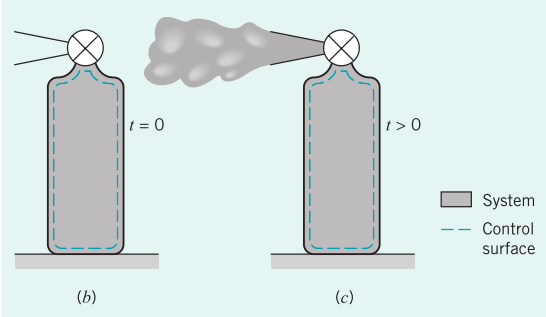 t = 0
t > 0
System
Control
surface
(b)
(c)